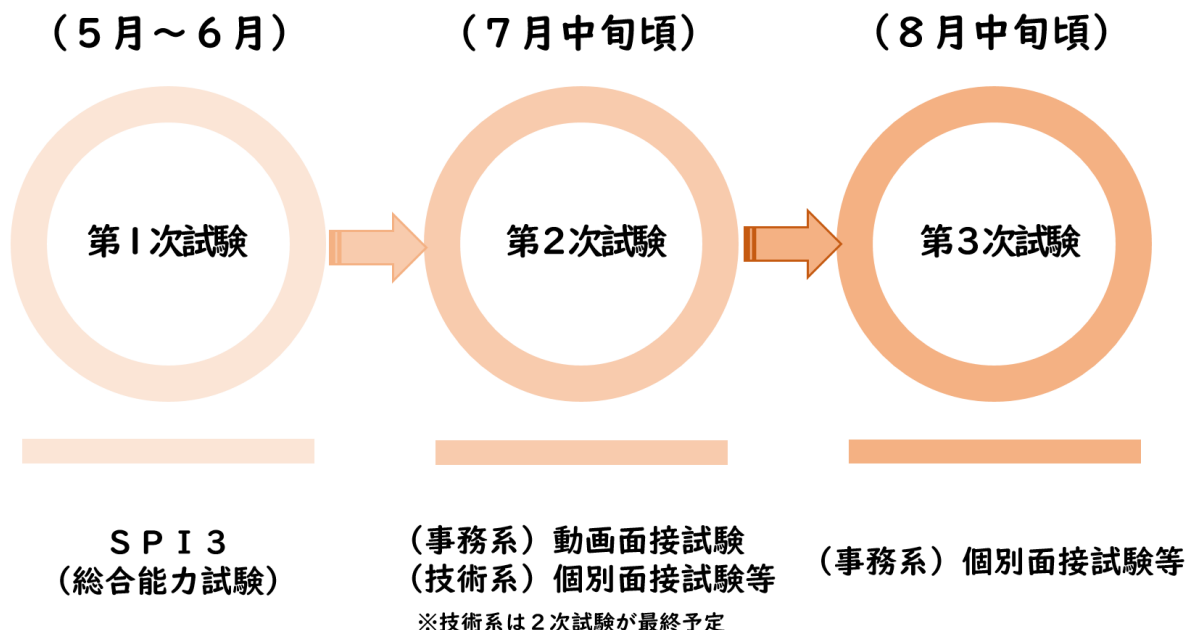 （５月～６月）
（７月中旬頃）
（８月中旬頃）
第１次試験
第２次試験
第３次試験
ＳＰＩ３
（総合能力試験）
（事務系）動画面接試験
（技術系）個別面接試験等
※技術系は２次試験が最終予定
（事務系）個別面接試験等